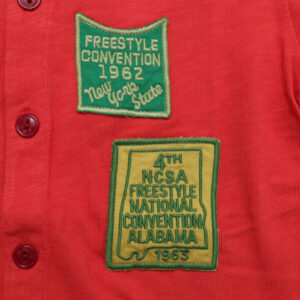 FREESTYLE
CONVENTION
1962
New York
State
4TH
NCSA
FREESTYLE
NATIONAL
CONVENTION
ALABAMA
1963